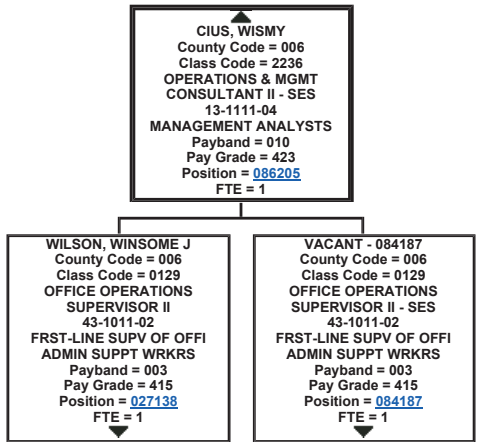 CIUS, WISMY
County Code = 006
Class Code = 2236
OPERATIONS & MGMT
CONSULTANT II - SES
13-1111-04
MANAGEMENT ANALYSTS
Payband = 010
Pay Grade = 423
Position = 086205
FTE = 1
WILSON, WINSOME J
County Code = 006
Class Code = 0129
OFFICE OPERATIONS
SUPERVISOR II
43-1011-02
FRST-LINE SUPV OF OFFI
ADMIN SUPPT WRKRS
Payband = 003
Pay Grade = 415
Position = 027138
FTE = 1
VACANT - 084187
County Code = 006
Class Code = 0129
OFFICE OPERATIONS
SUPERVISOR II - SES
43-1011-02
FRST-LINE SUPV OF OFFI
ADMIN SUPPT WRKRS
Payband = 003
Pay Grade = 415
Position = 084187
FTE = 1